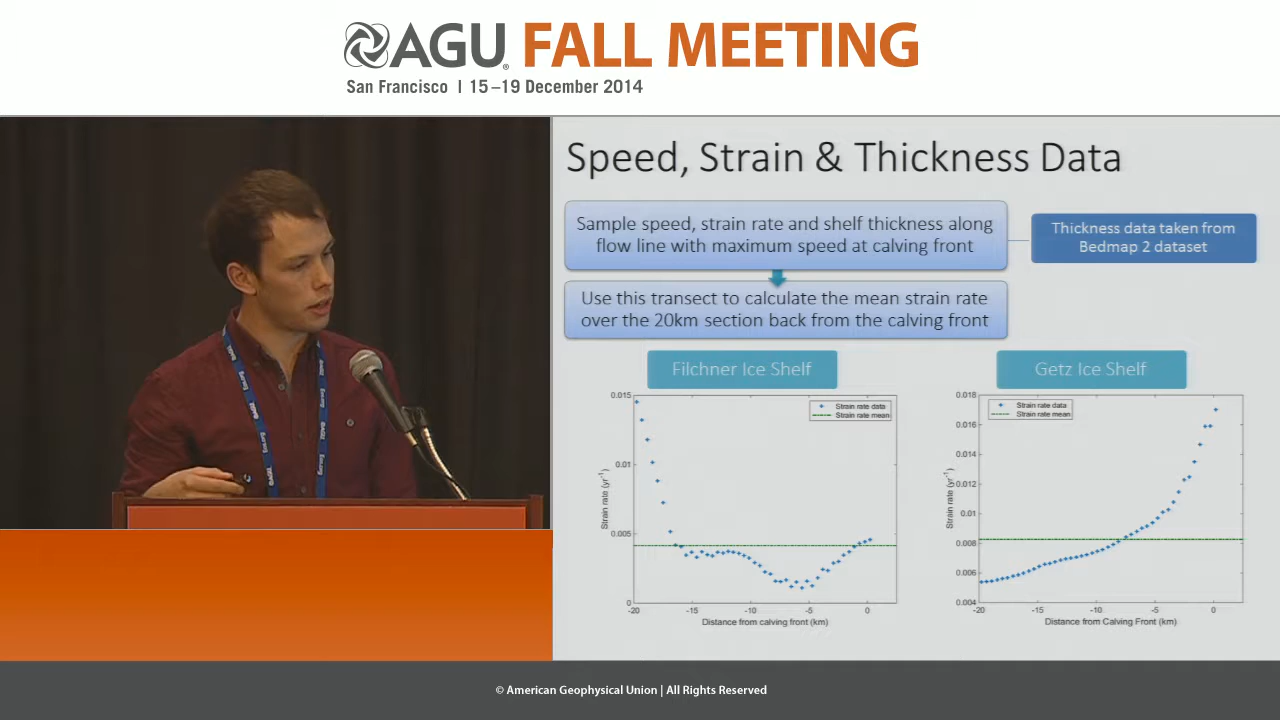 AGU® FALL MEETING
San Francisco | 15–19 December 2014
Speed, Strain & Thickness Data
Sample speed, strain rate and shelf thickness along
flow line with maximum speed at calving front
Thickness data taken from
Bedmap 2 dataset
Use this transect to calculate the mean strain rate
over the 20km section back from the calving front
Filchner Ice Shelf
0.015
0.01
0.005
0
Strain rate (yr⁻¹)
Strain rate data
Strain rate mean
-20
-15
-10
-5
0
Distance from calving front (km)
Getz Ice Shelf
0.018
0.016
0.014
0.012
0.01
0.008
0.006
0.004
Strain rate (yr⁻¹)
Strain rate data
Strain rate mean
-20
-15
-10
-5
0
Distance from Calving Front (km)
© American Geophysical Union | All Rights Reserved